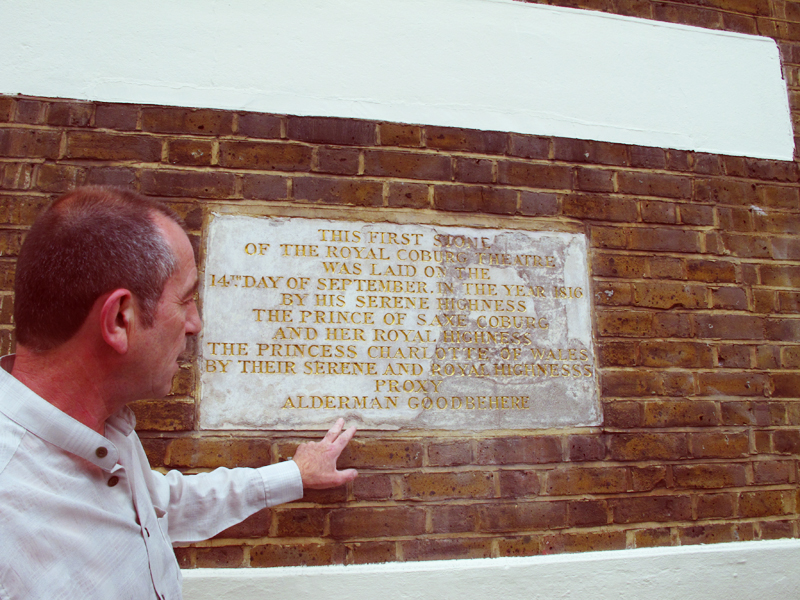 THIS FIRST STONE
OF THE ROYAL COBURG THEATRE
WAS LAID ON THE
14TH DAY OF SEPTEMBER IN THE YEAR 1816
BY HIS SERENE HIGHNESS
THE PRINCE OF SAXE COBURG
AND HER ROYAL HIGHNESS
THE PRINCESS CHARLOTTE OF WALES
BY THEIR SERENE AND ROYAL HIGHNESS'S
PROXY
ALDERMAN GOODBEHERE